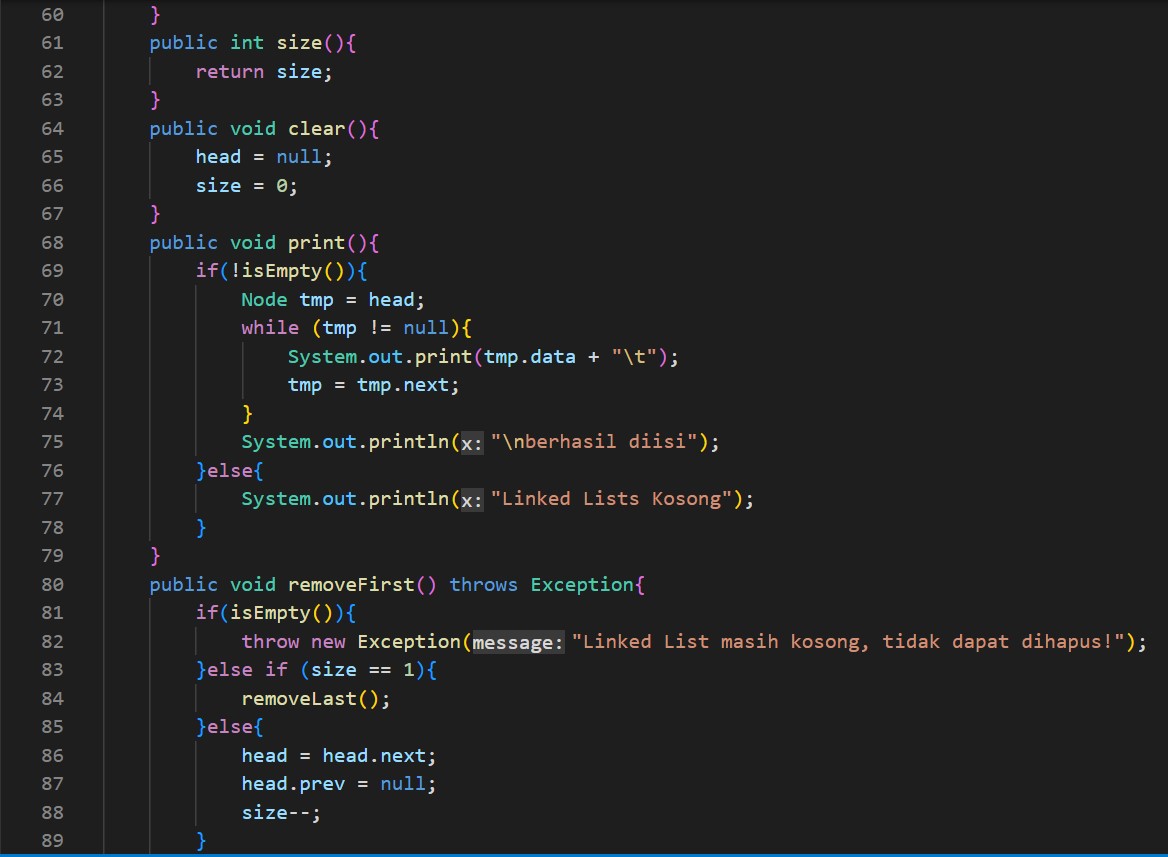 60 }
61 public int size(){
62 return size;
63 }
64 public void clear(){
65 head = null;
66 size = 0;
67 }
68 public void print(){
69 if(!isEmpty()){
70 Node tmp = head;
71 while (tmp != null){
72 System.out.print(tmp.data + "\t");
73 tmp = tmp.next;
74 }
75 System.out.println(x: "\nberhasil diisi");
76 }else{
77 System.out.println(x: "Linked Lists Kosong");
78 }
79 }
80 public void removeFirst() throws Exception{
81 if(isEmpty()){
82 throw new Exception(message: "Linked List masih kosong, tidak dapat dihapus!");
83 }else if (size == 1){
84 removeLast();
85 }else{
86 head = head.next;
87 head.prev = null;
88 size--;
89 }